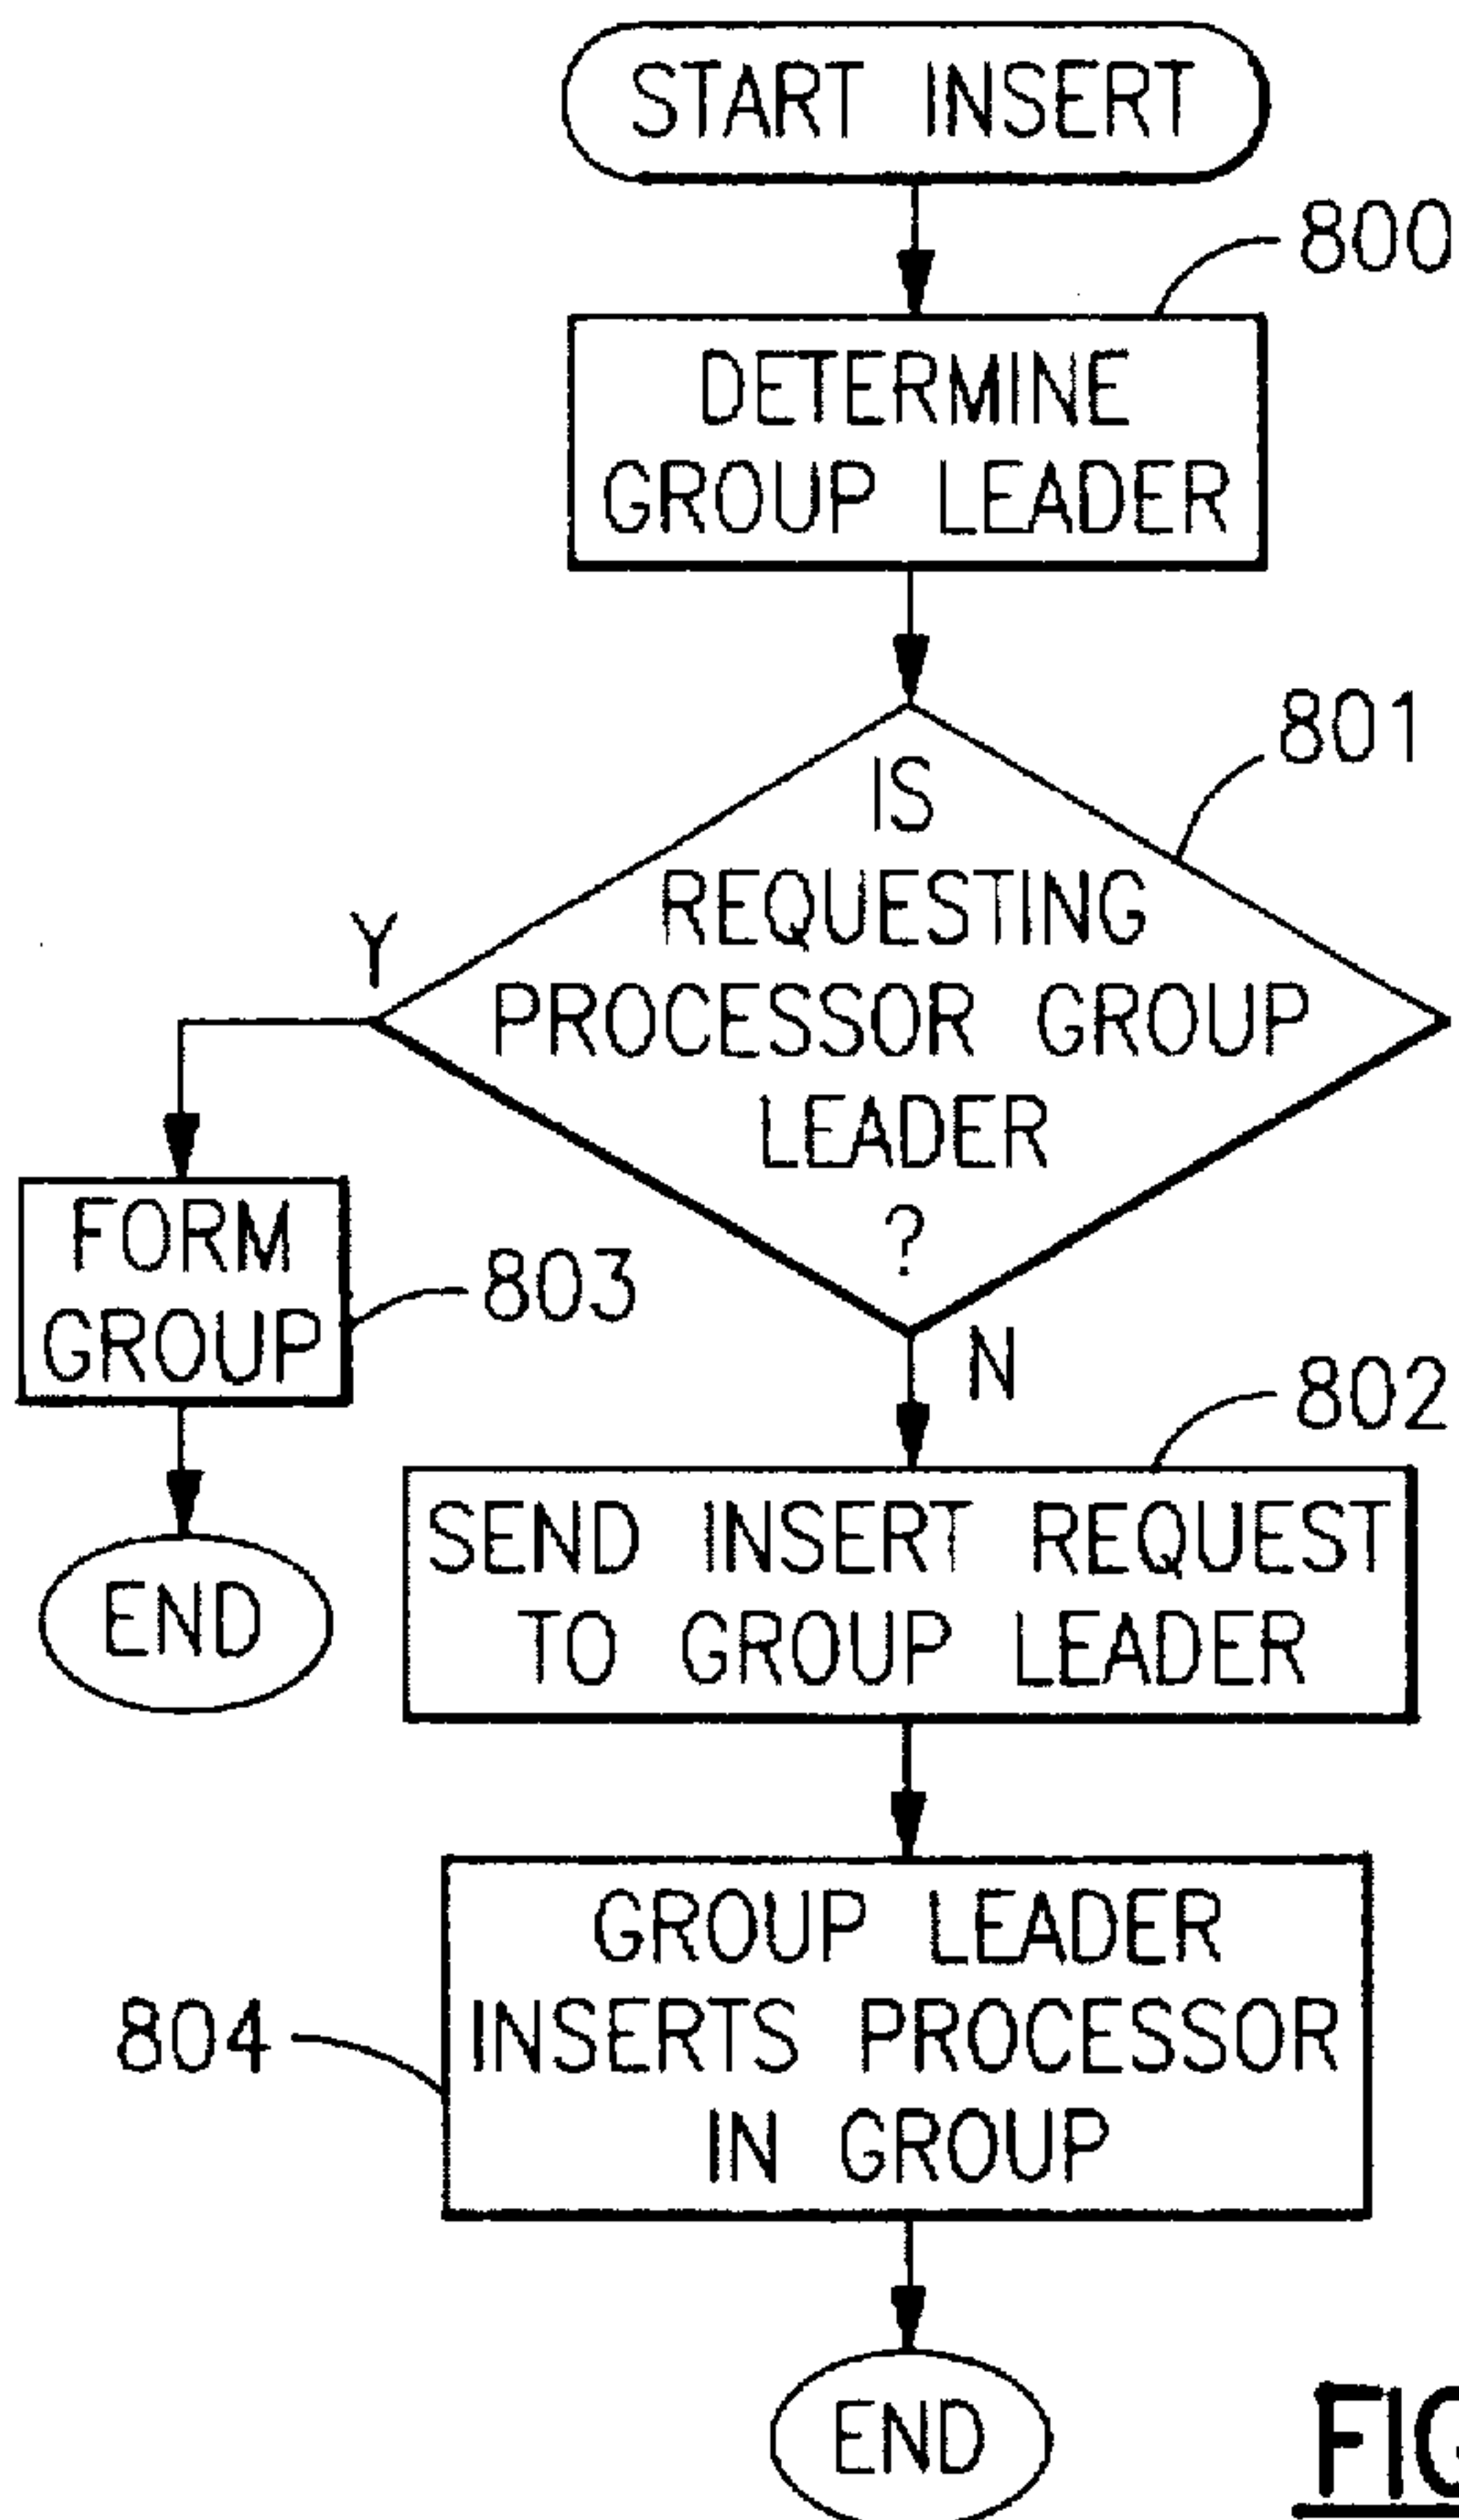 START INSERT
800
DETERMINE
GROUP LEADER
801
IS
REQUESTING
PROCESSOR GROUP
LEADER
?
Y
N
FORM
GROUP
803
END
802
SEND INSERT REQUEST
TO GROUP LEADER
804
GROUP LEADER
INSERTS PROCESSOR
IN GROUP
END